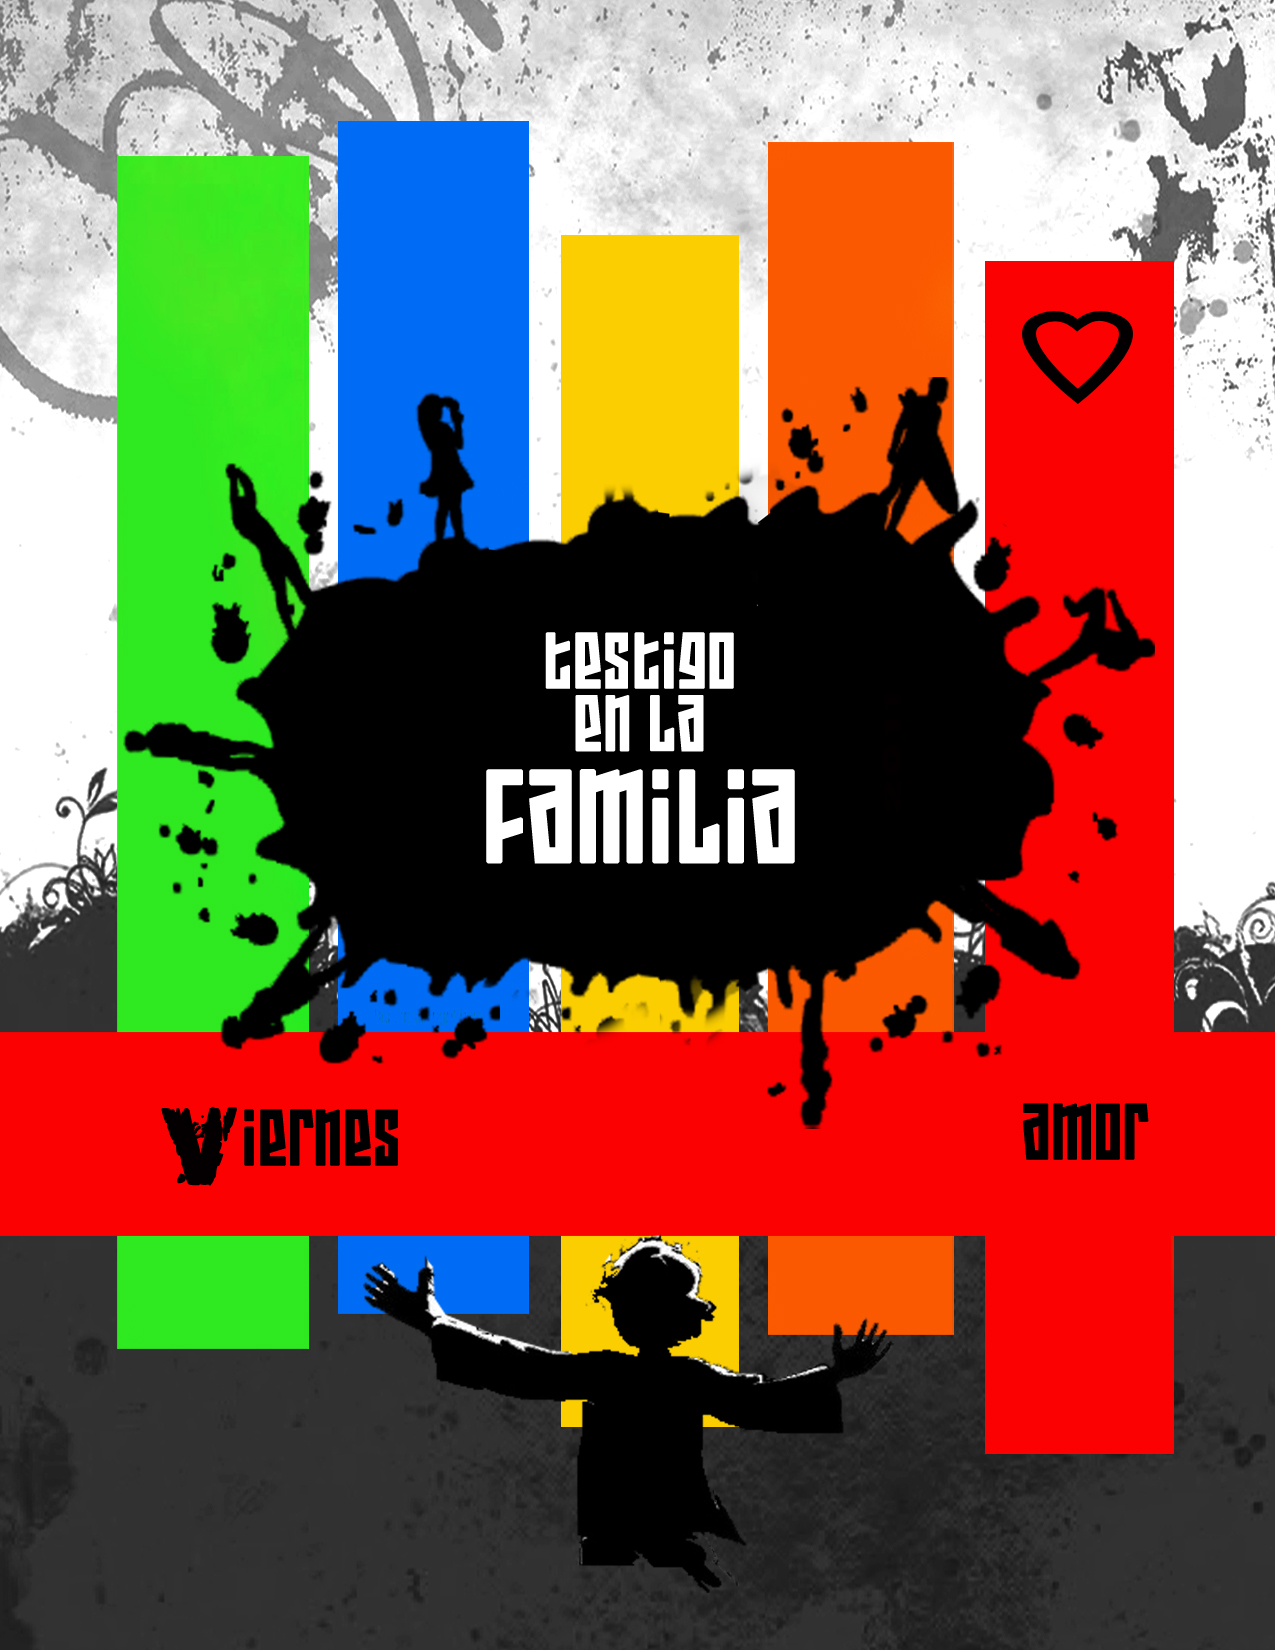 testigo
en la
Familia
Viernes
amor